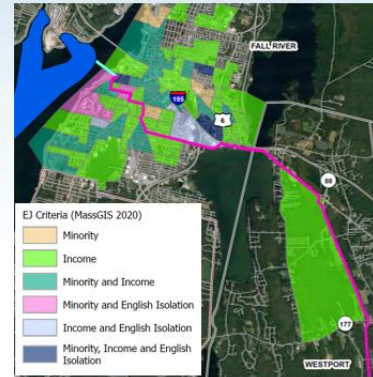 FALL RIVER
195
6
88
EJ Criteria (MassGIS 2020)
Minority
Income
Minority and Income
Minority and English Isolation
Income and English Isolation
Minority, Income and English
Isolation
177
WESTPORT